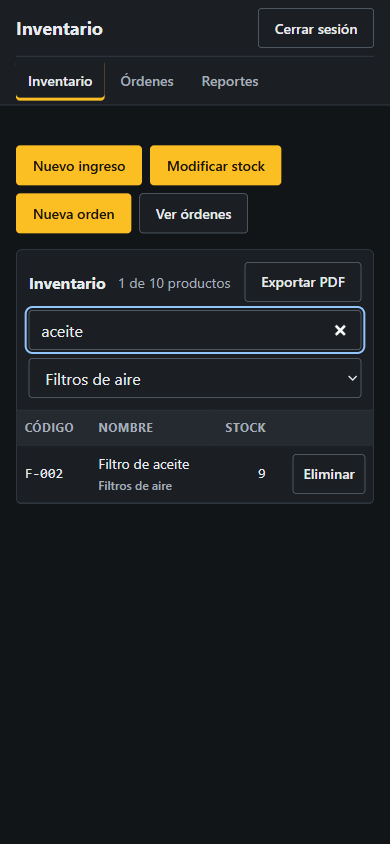 Inventario
Cerrar sesión
Inventario Órdenes Reportes
Nuevo ingreso
Modificar stock
Nueva orden
Ver órdenes
Inventario 1 de 10 productos
Exportar PDF
aceite
Filtros de aire
CÓDIGO NOMBRE STOCK
F-002 Filtro de aceite 9 Eliminar
Filtros de aire